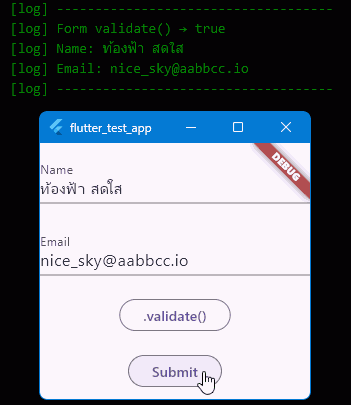 [log] -----------------------------------
[log] Form validate() → true
[log] Name: ท้องฟ้า สดใส
[log] Email: nice_sky@aabbcc.io
[log] -----------------------------------
flutter_test_app
DEBUG
Name
ท้องฟ้า สดใส
Email
nice_sky@aabbcc.io
.validate()
Submit